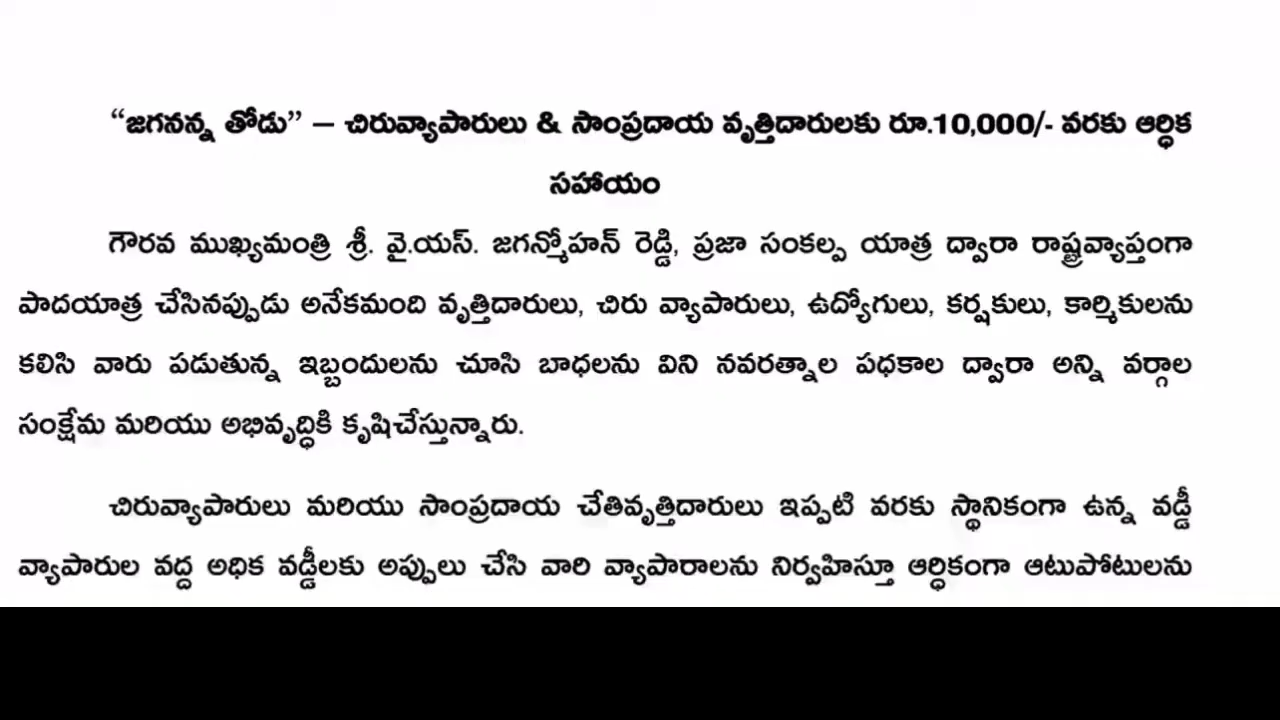 “జగనన్న తోడు” – చిరువ్యాపారులు & సాంప్రదాయ వృత్తిదారులకు రూ.10,000/- వరకు ఆర్ధిక
సహాయం
గౌరవ ముఖ్యమంత్రి శ్రీ. వై.యస్. జగన్మోహన్ రెడ్డి, ప్రజా సంకల్ప యాత్ర ద్వారా రాష్ట్రవ్యాప్తంగా
పాదయాత్ర చేసినప్పుడు అనేకమంది వృత్తిదారులు, చిరు వ్యాపారులు, ఉద్యోగులు, కర్షకులు, కార్మికులను
కలిసి వారు పడుతున్న ఇబ్బందులను చూసి బాధలను విని నవరత్నాల పధకాల ద్వారా అన్ని వర్గాల
సంక్షేమ మరియు అభివృద్ధికి కృషిచేస్తున్నారు.
చిరువ్యాపారులు మరియు సాంప్రదాయ చేతివృత్తిదారులు ఇప్పటి వరకు స్థానికంగా ఉన్న వడ్డీ
వ్యాపారుల వద్ద అధిక వడ్డీలకు అప్పులు చేసి వారి వ్యాపారాలను నిర్వహిస్తూ ఆర్ధికంగా ఆటుపోటులను